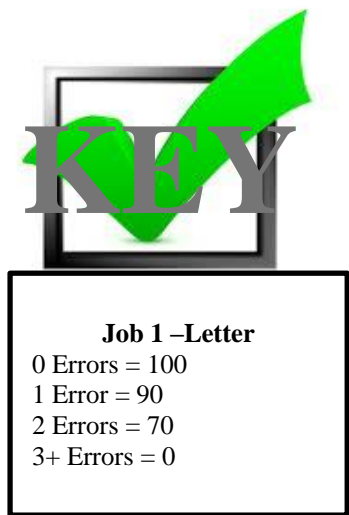 KEY
Job 1 –Letter
0 Errors = 100
1 Error = 90
2 Errors = 70
3+ Errors = 0